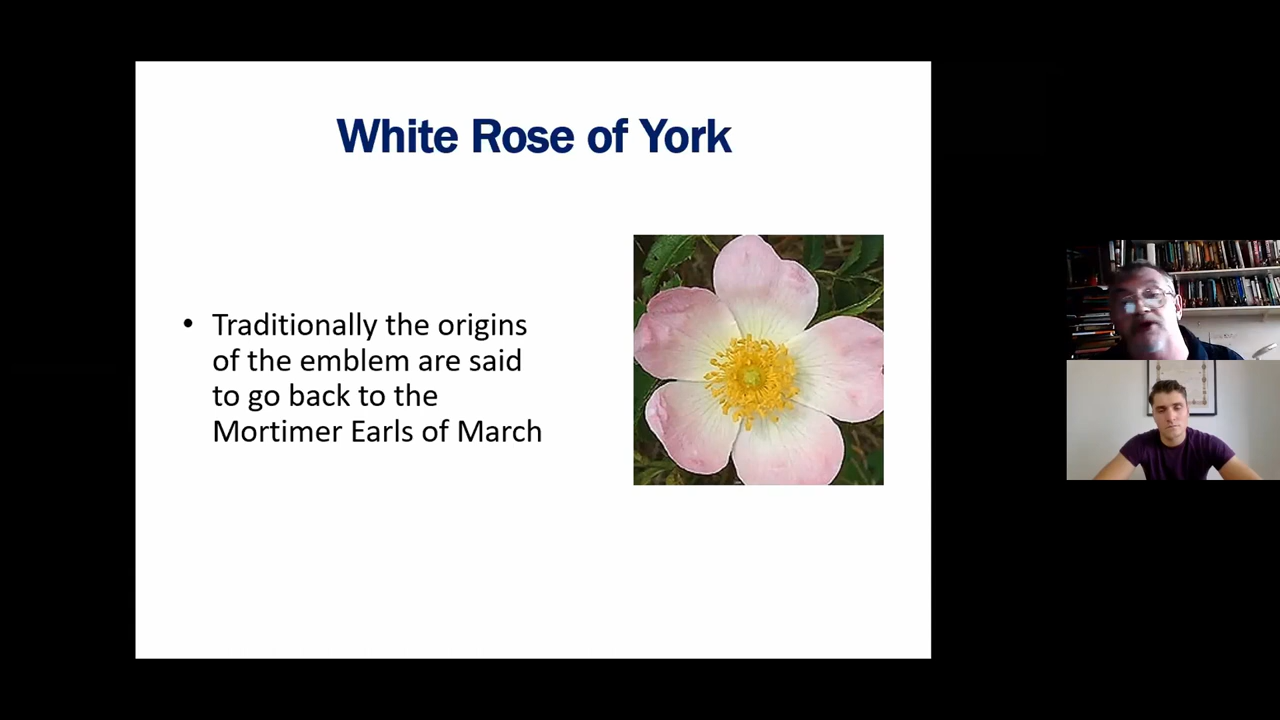 White Rose of York
• Traditionally the origins
of the emblem are said
to go back to the
Mortimer Earls of March